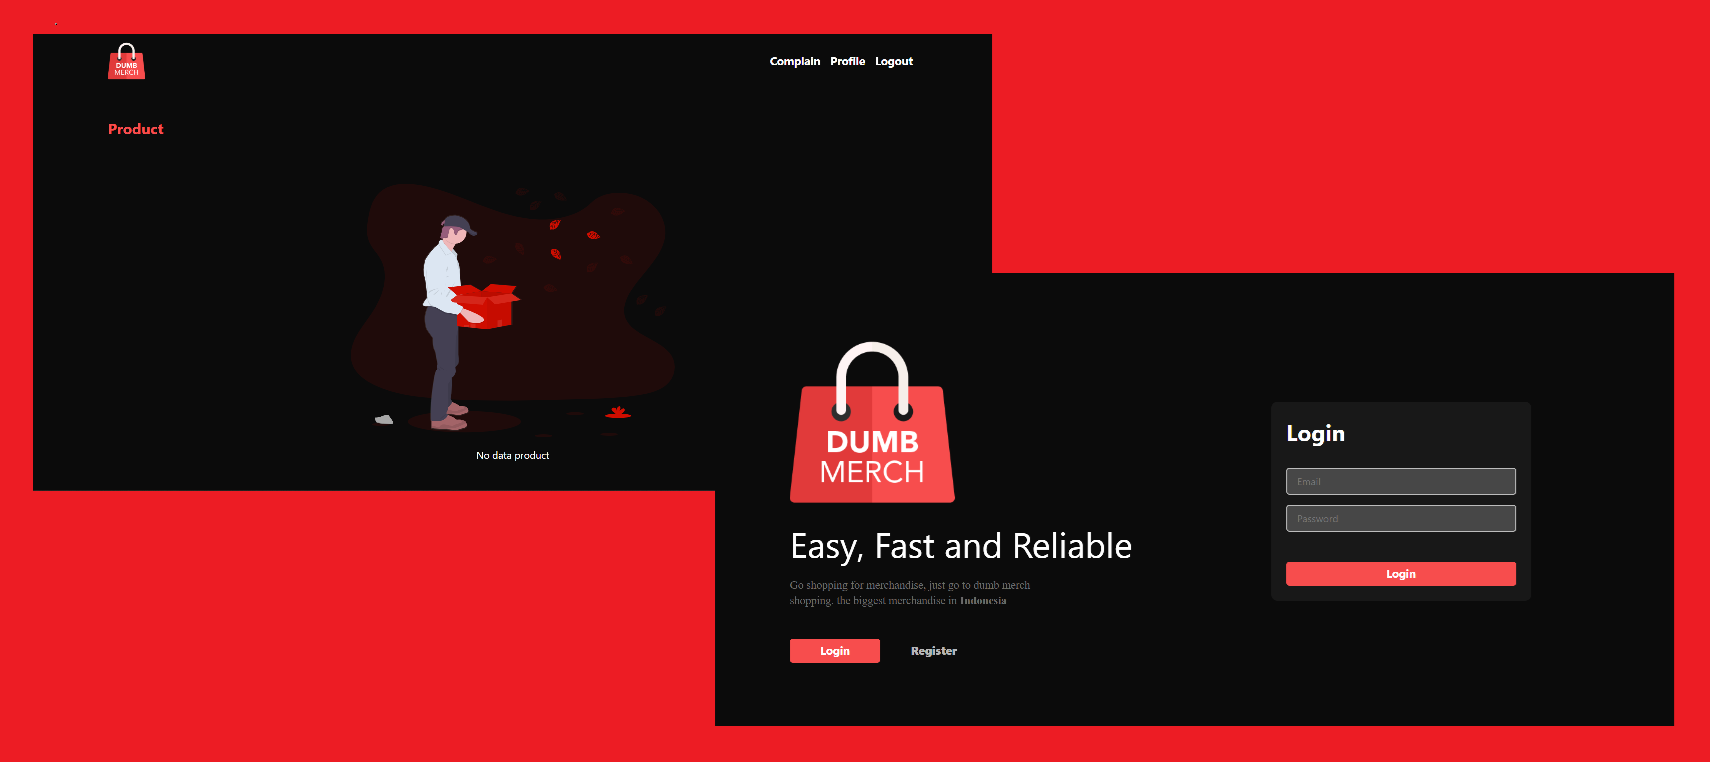 DUMB
MERCH
Complain Profile Logout
Product
No data product
DUMB
MERCH
Easy, Fast and Reliable
Go shopping for merchandise, just go to dumb merch
shopping. the biggest merchandise in Indonesia
Login Register
Login
Email
Password
Login